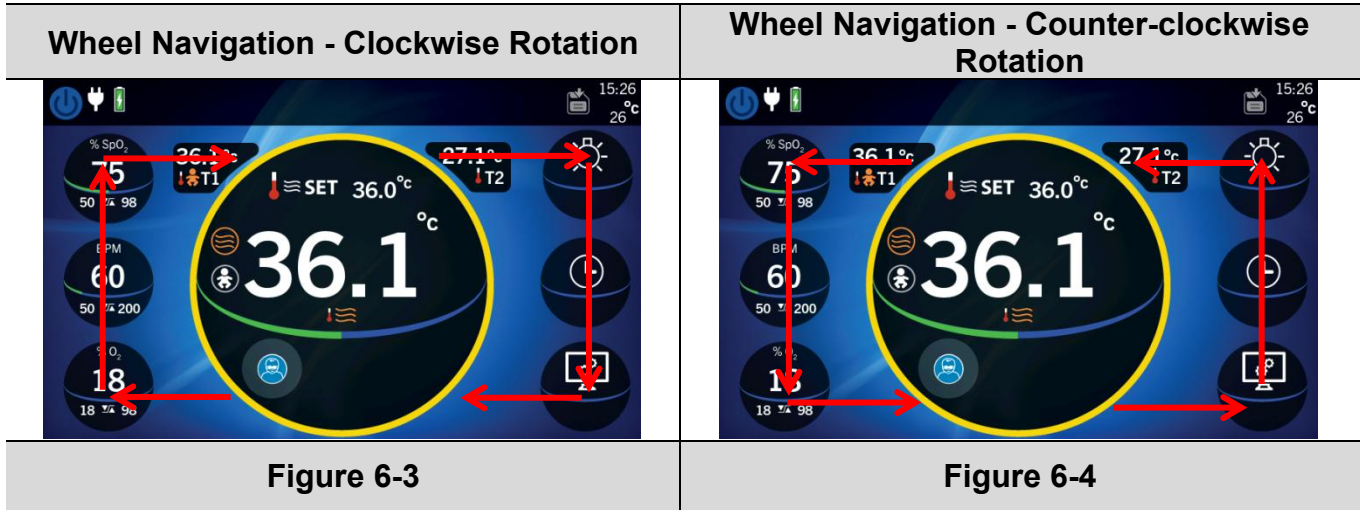 Wheel Navigation - Clockwise Rotation
Wheel Navigation - Counter-clockwise
Rotation
15:26
26°c
% SpO₂
75
50 98
36.1°c
T1
27.1°c
T2
SET 36.0°c
36.1 °c
BPM
60
50 200
% O₂
18
18 98
15:26
26°c
% SpO₂
75
50 98
36.1°c
T1
27.1°c
T2
SET 36.0°c
36.1 °c
BPM
60
50 200
% O₂
18
18 98
Figure 6-3
Figure 6-4